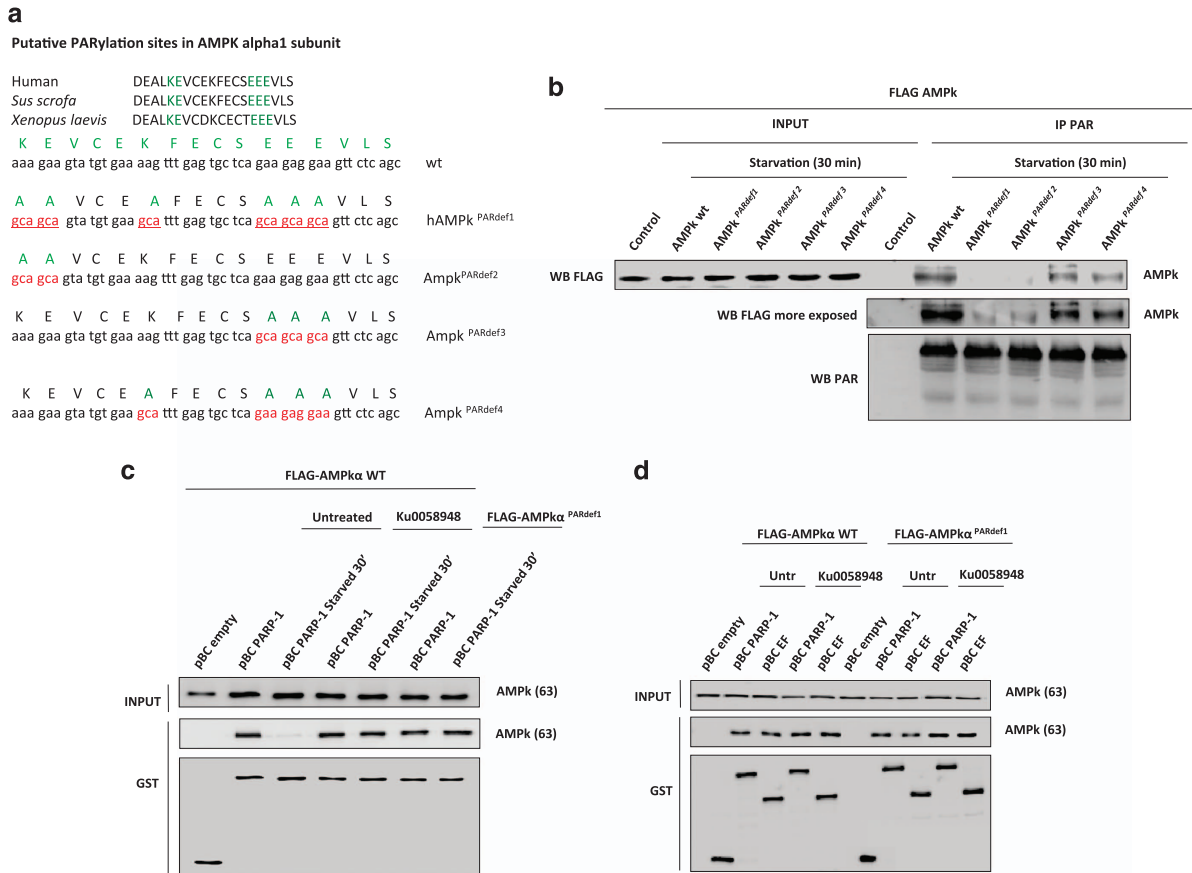 a
Putative PARylation sites in AMPK alpha1 subunit
Human DEALKEVCEKFECSEEEVLS
Sus scrofa DEALKEVCEKFECSEEEVLS
Xenopus laevis DEALKEVCDKCECTEEEVLS
K E V C E K F E C S E E E V L S
aaa gaa gta tgt gaa aag ttt gag tgc tca gaa gag gaa gtt ctc agc wt
A A V C E A F E C S A A A V L S
gca gca gta tgt gaa gca ttt gag tgc tca gca gca gca gtt ctc agc hAMPk PARdef1
A A V C E K F E C S E E E V L S
gca gca gta tgt gaa aag ttt gag tgc tca gaa gag gaa gtt ctc agc AmpkPARdef2
K E V C E K F E C S A A A V L S
aaa gaa gta tgt gaa aag ttt gag tgc tca gca gca gca gtt ctc agc Ampk PARdef3
K E V C E A F E C S A A A V L S
aaa gaa gta tgt gaa gca ttt gag tgc tca gaa gag gaa gtt ctc agc Ampk PARdef4
b
FLAG AMPk
INPUT IP PAR
Starvation (30 min) Starvation (30 min)
Control AMPk wt AMPk PARdef1 AMPk PARdef 2 AMPk PARdef 3 AMPk PARdef 4 Control AMPk wt AMPk PARdef1 AMPk PARdef 2 AMPk PARdef 3 AMPk PARdef 4
WB FLAG AMPk
WB FLAG more exposed AMPk
WB PAR
c
FLAG-AMPkα WT
Untreated Ku0058948 FLAG-AMPkα PARdef1
pBC empty pBC PARP-1 pBC PARP-1 Starved 30' pBC PARP-1 pBC PARP-1 Starved 30' pBC PARP-1 pBC PARP-1 Starved 30'
INPUT AMPk (63)
AMPk (63)
GST
d
FLAG-AMPkα WT FLAG-AMPkα PARdef1
Untr Ku0058948 Untr Ku0058948
pBC empty pBC PARP-1 pBC EF pBC PARP-1 pBC EF pBC empty pBC PARP-1 pBC EF pBC PARP-1 pBC EF
INPUT AMPk (63)
AMPk (63)
GST